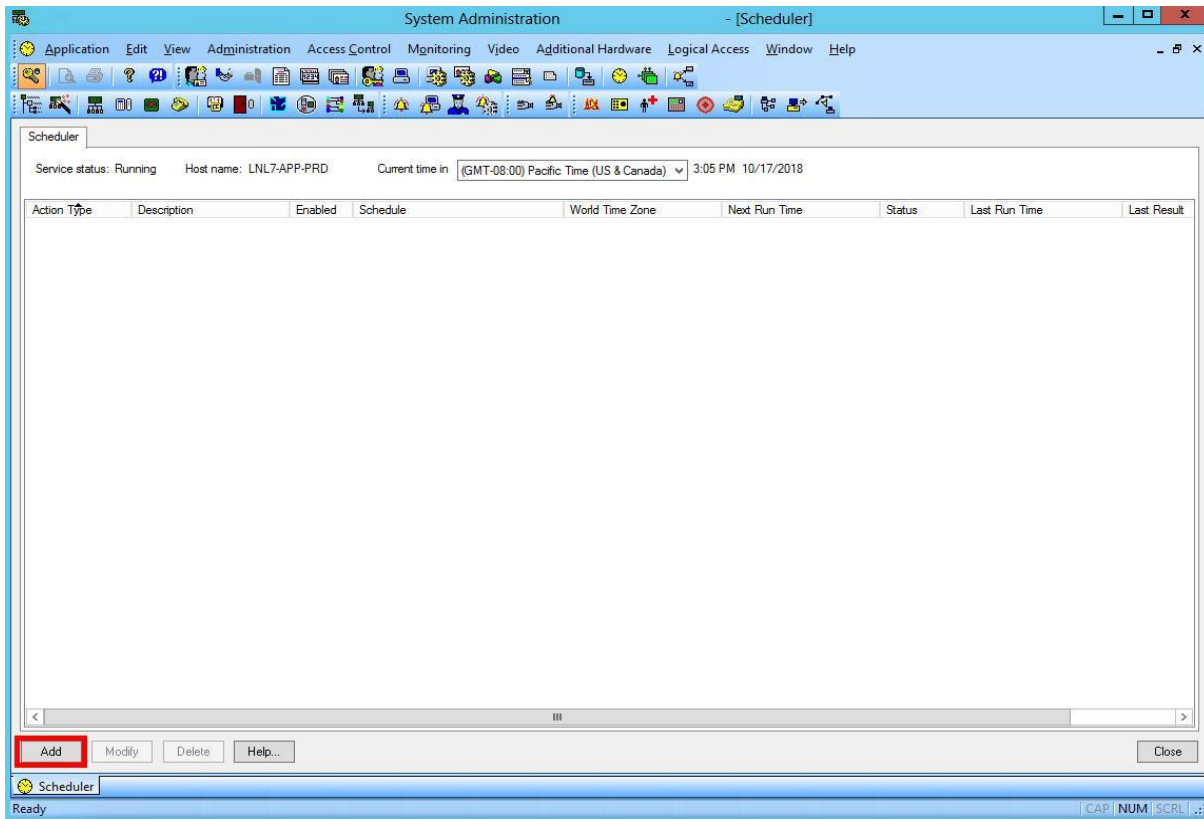 System Administration - [Scheduler]
Application Edit View Administration Access Control Monitoring Video Additional Hardware Logical Access Window Help
Scheduler
Service status: Running Host name: LNL7-APP-PRD Current time in (GMT-08:00) Pacific Time (US & Canada) 3:05 PM 10/17/2018
Action Type Description Enabled Schedule World Time Zone Next Run Time Status Last Run Time Last Result
Add Modify Delete Help... Close
Scheduler
Ready CAP NUM SCRL